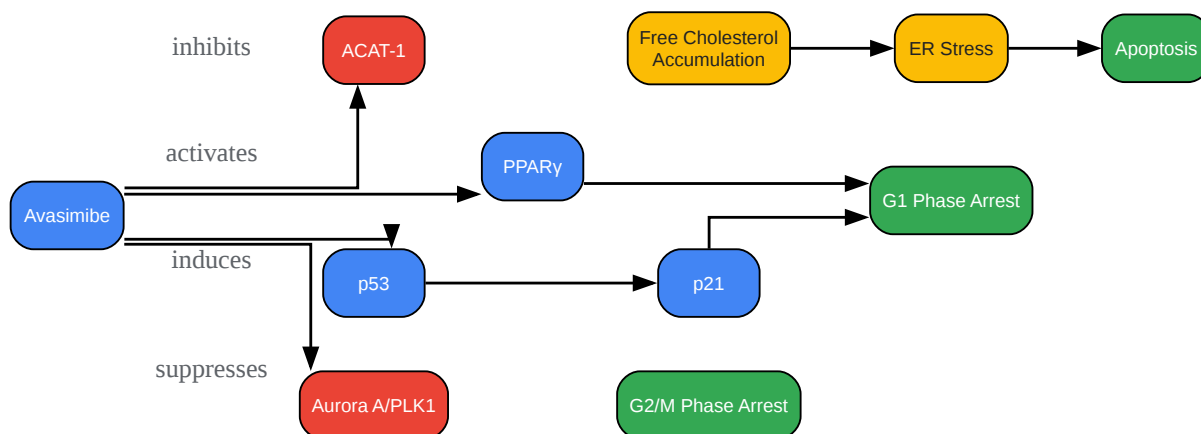 inhibits
ACAT-1
Free Cholesterol
Accumulation
ER Stress
Apoptosis
activates
PPARγ
Avasimibe
G1 Phase Arrest
induces
p53
p21
suppresses
Aurora A/PLK1
G2/M Phase Arrest